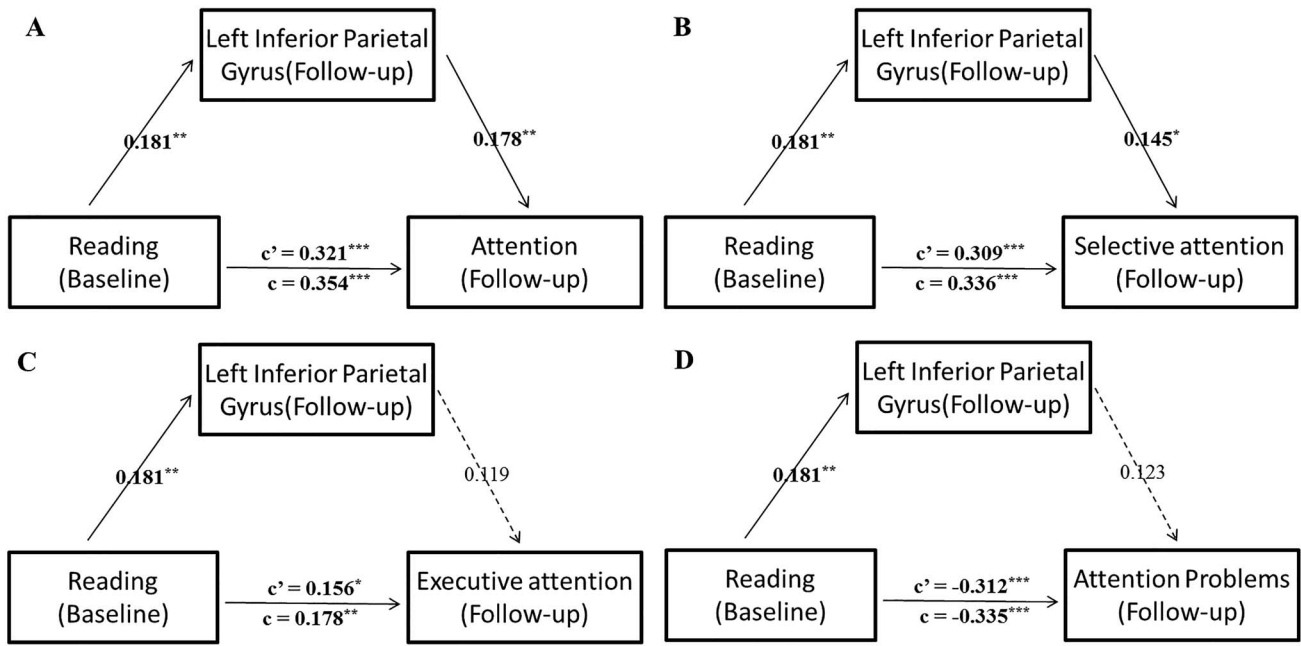 A
Left Inferior Parietal
Gyrus(Follow-up)
0.181**
0.178**
Reading
(Baseline)
c’ = 0.321***
c = 0.354***
Attention
(Follow-up)
B
Left Inferior Parietal
Gyrus(Follow-up)
0.181**
0.145*
Reading
(Baseline)
c’ = 0.309***
c = 0.336***
Selective attention
(Follow-up)
C
Left Inferior Parietal
Gyrus(Follow-up)
0.181**
0.119
Reading
(Baseline)
c’ = 0.156*
c = 0.178**
Executive attention
(Follow-up)
D
Left Inferior Parietal
Gyrus(Follow-up)
0.181**
0.123
Reading
(Baseline)
c’ = -0.312***
c = -0.335***
Attention Problems
(Follow-up)